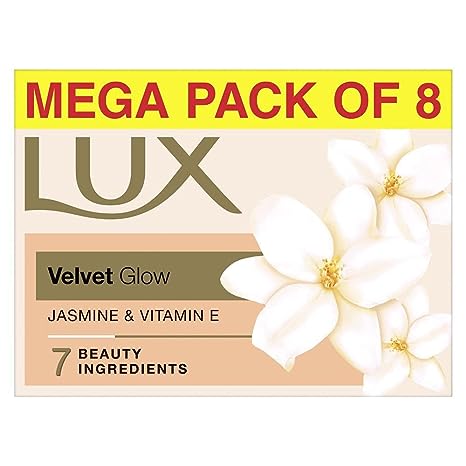 MEGA PACK OF 8
LUX
Velvet Glow
JASMINE & VITAMIN E
7 BEAUTY
INGREDIENTS